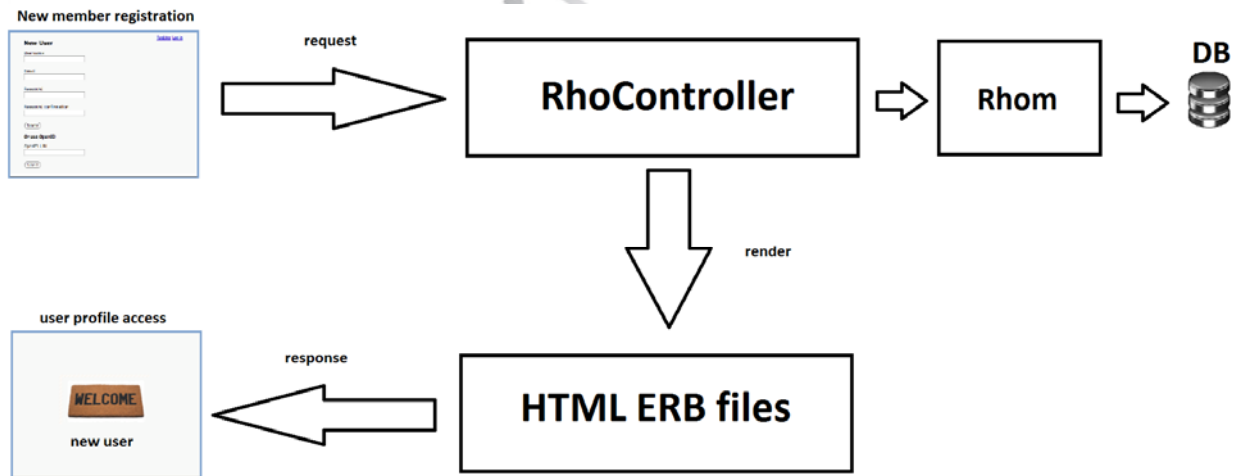 New member registration
New User
request
RhoController
Rhom
DB
render
user profile access
response
WELCOME
new user
HTML ERB files